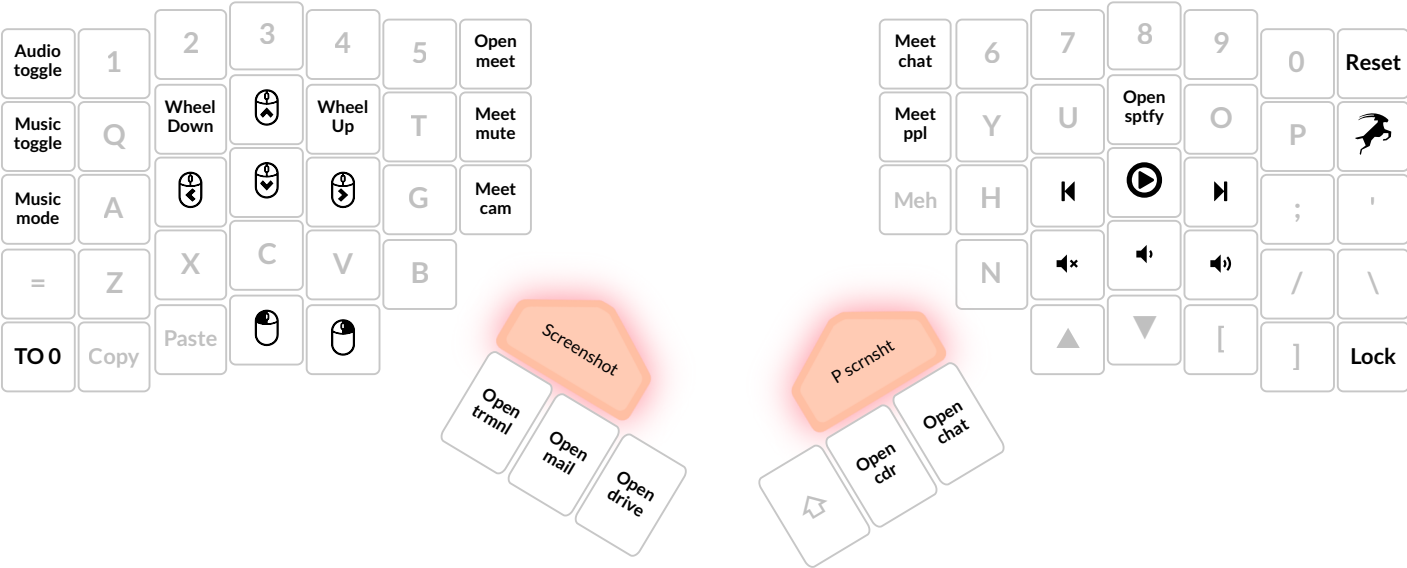 Audio
toggle
1
2
3
4
5
Open
meet
Music
toggle
Q
Wheel
Down
Wheel
Up
T
Meet
mute
Music
mode
A
G
Meet
cam
=
Z
X
C
V
B
TO 0
Copy
Paste
Screenshot
Open
trmnl
Open
mail
Open
drive
Meet
chat
6
7
8
9
0
Reset
Meet
ppl
Y
U
Open
sptfy
O
P
Meh
H
;
'
N
/
\
[
]
Lock
P scrnsht
Open
cdr
Open
chat